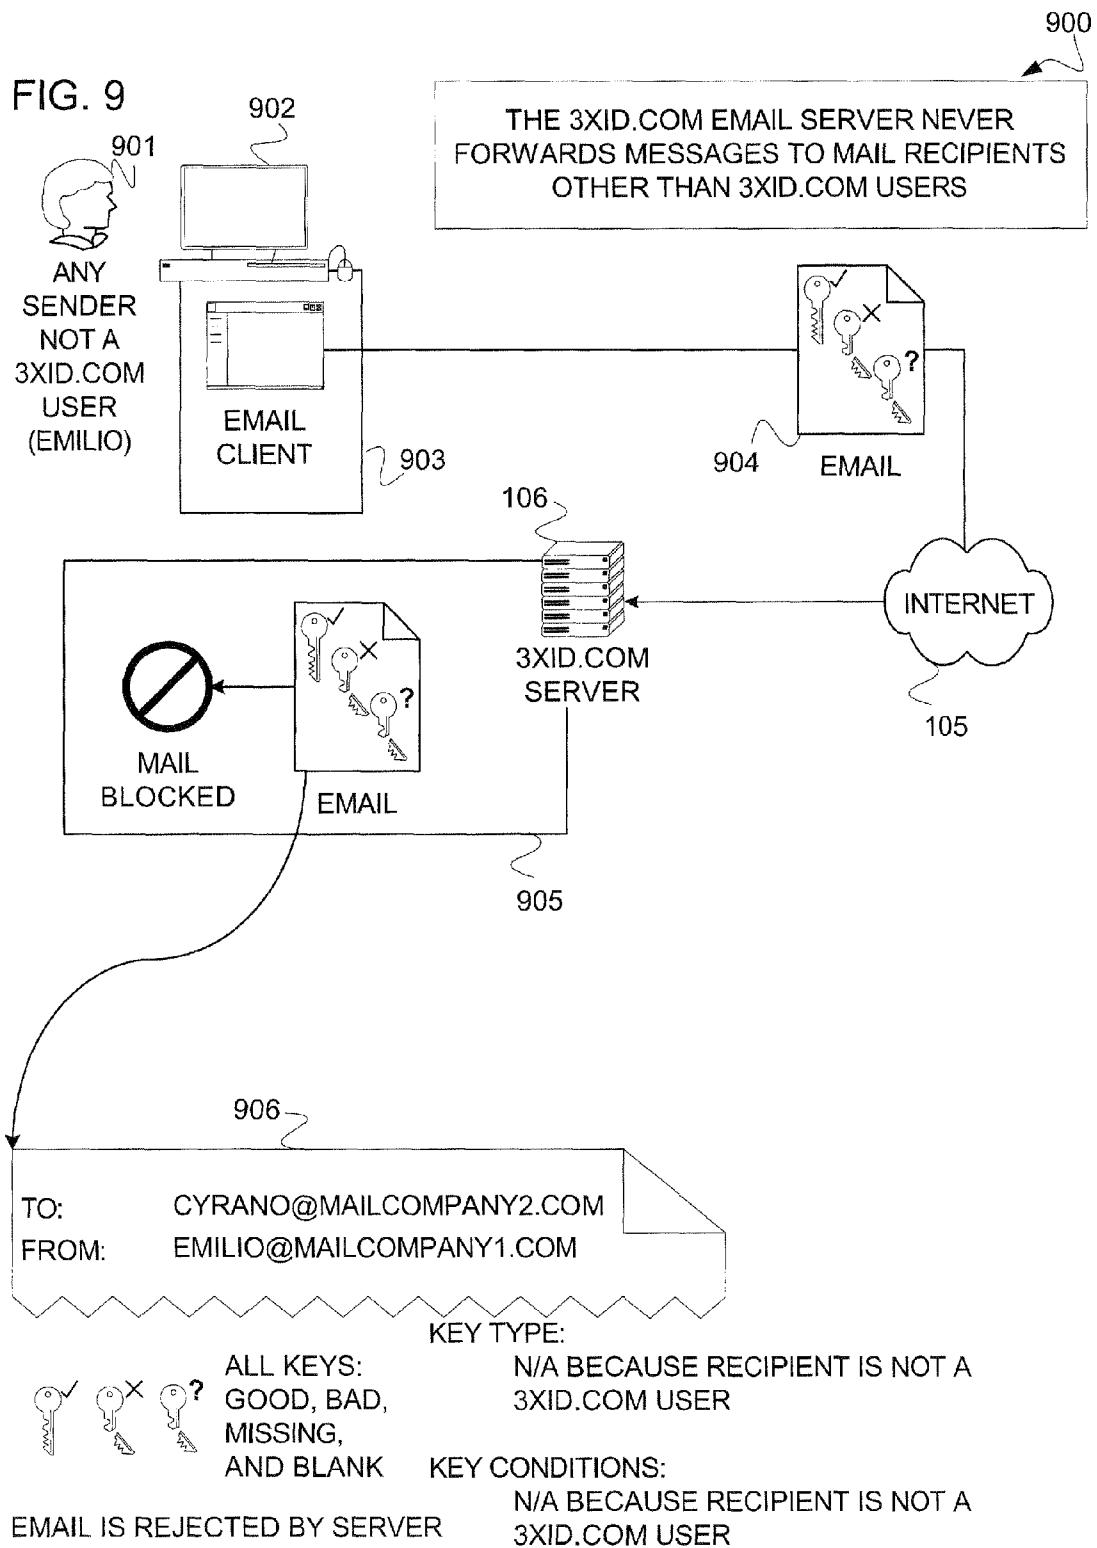 900
FIG. 9
THE 3XID.COM EMAIL SERVER NEVER
FORWARDS MESSAGES TO MAIL RECIPIENTS
OTHER THAN 3XID.COM USERS
902
901
ANY
SENDER
NOT A
3XID.COM
USER
(EMILIO)
EMAIL
CLIENT
903
?
904
EMAIL
106
INTERNET
105
3XID.COM
SERVER
?
MAIL
BLOCKED
EMAIL
905
906
TO: CYRANO@MAILCOMPANY2.COM
FROM: EMILIO@MAILCOMPANY1.COM
?
ALL KEYS:
GOOD, BAD,
MISSING,
AND BLANK
KEY TYPE:
N/A BECAUSE RECIPIENT IS NOT A
3XID.COM USER
KEY CONDITIONS:
N/A BECAUSE RECIPIENT IS NOT A
3XID.COM USER
EMAIL IS REJECTED BY SERVER